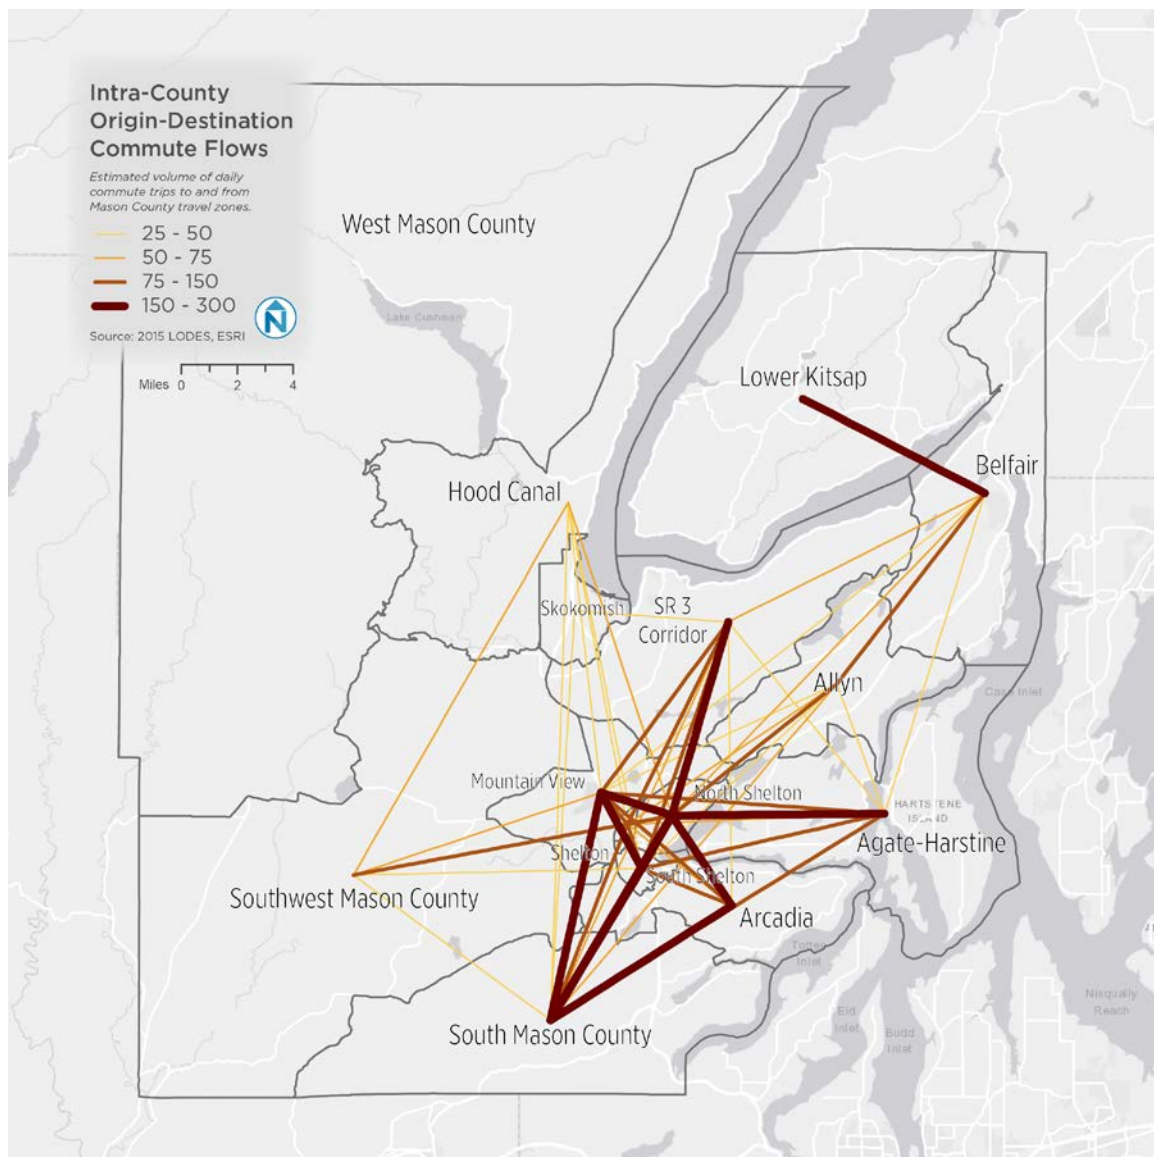 Intra-County
Origin-Destination
Commute Flows
Estimated volume of daily
commute trips to and from
Mason County travel zones.
25 - 50
50 - 75
75 - 150
150 - 300
N
Source: 2015 LODES, ESRI
Miles 0 2 4
West Mason County
Lake Cushman
Lower Kitsap
Belfair
Hood Canal
Skokomish
SR 3
Corridor
Allyn
Case Inlet
Mountain View
North Shelton
HARTSTENE
ISLAND
Agate-Harstine
Shelton
South Shelton
Southwest Mason County
Arcadia
Totten
Inlet
Nisqually
Reach
Eld
Inlet
Budd
Inlet
South Mason County